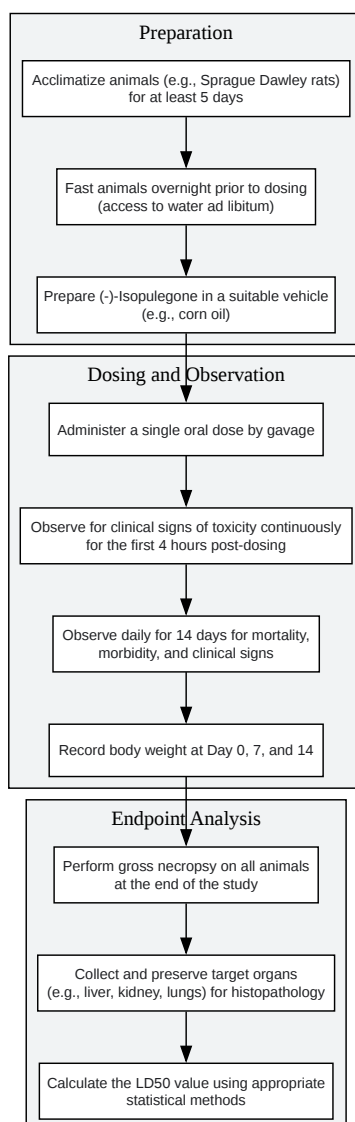 Preparation
Acclimatize animals (e.g., Sprague Dawley rats)
for at least 5 days
Fast animals overnight prior to dosing
(access to water ad libitum)
Prepare (-)-Isopulegone in a suitable vehicle
(e.g., corn oil)
Dosing and Observation
Administer a single oral dose by gavage
Observe for clinical signs of toxicity continuously
for the first 4 hours post-dosing
Observe daily for 14 days for mortality,
morbidity, and clinical signs
Record body weight at Day 0, 7, and 14
Endpoint Analysis
Perform gross necropsy on all animals
at the end of the study
Collect and preserve target organs
(e.g., liver, kidney, lungs) for histopathology
Calculate the LD50 value using appropriate
statistical methods